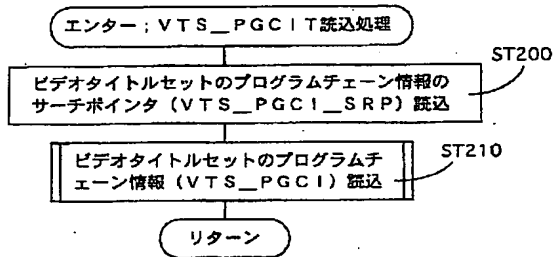 エンター;VTS__PGCIT読込処理
ST200
ビデオタイトルセットのプログラムチェーン情報の
サーチポインタ(VTS__PGCI__SRP)読込
ST210
ビデオタイトルセットのプログラムチ
ェーン情報(VTS__PGCI)読込
リターン